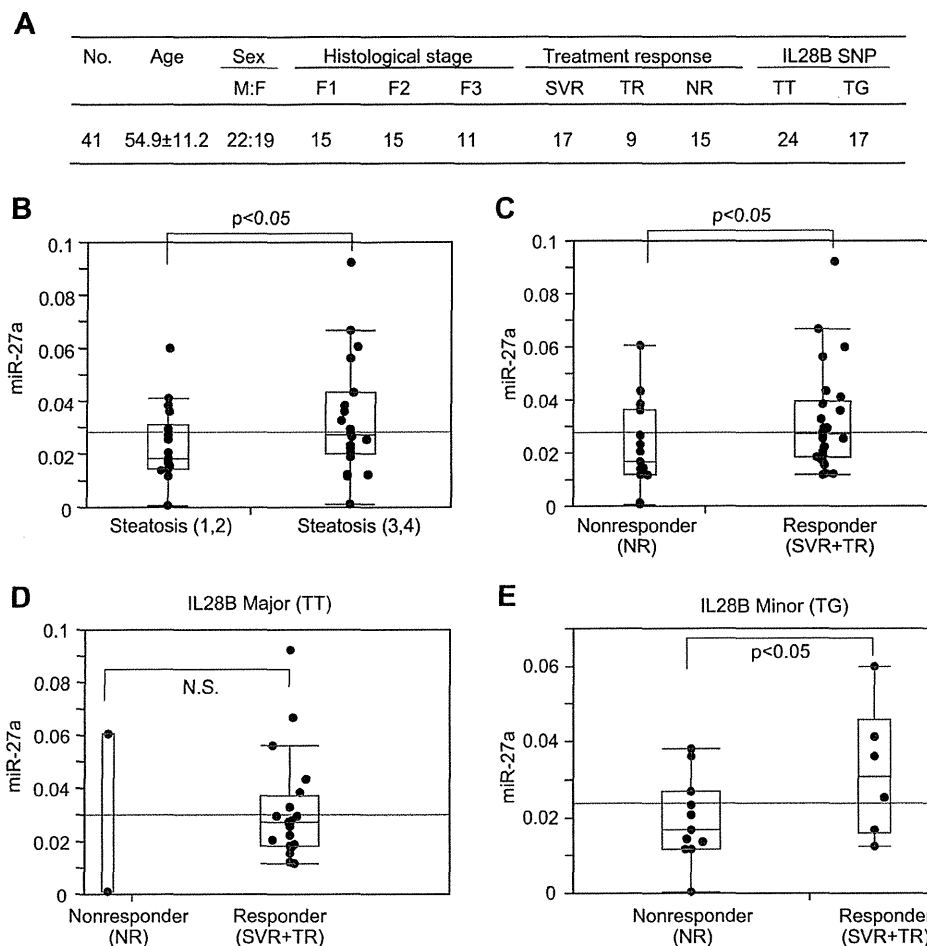 A
No. Age Sex Histological stage Treatment response IL28B SNP
M:F F1 F2 F3 SVR TR NR TT TG
41 54.9±11.2 22:19 15 15 11 17 9 15 24 17
B
p<0.05
0.1
0.08
0.06
0.04
0.02
0
miR-27a
Steatosis (1,2) Steatosis (3,4)
C
p<0.05
0.1
0.08
0.06
0.04
0.02
0
miR-27a
Nonresponder Responder
(NR) (SVR+TR)
D
IL28B Major (TT)
0.1
0.08
0.06
0.04
0.02
0
miR-27a
N.S.
Nonresponder Responder
(NR) (SVR+TR)
E
IL28B Minor (TG)
p<0.05
0.06
0.04
0.02
0
miR-27a
Nonresponder Responder
(NR) (SVR+TR)